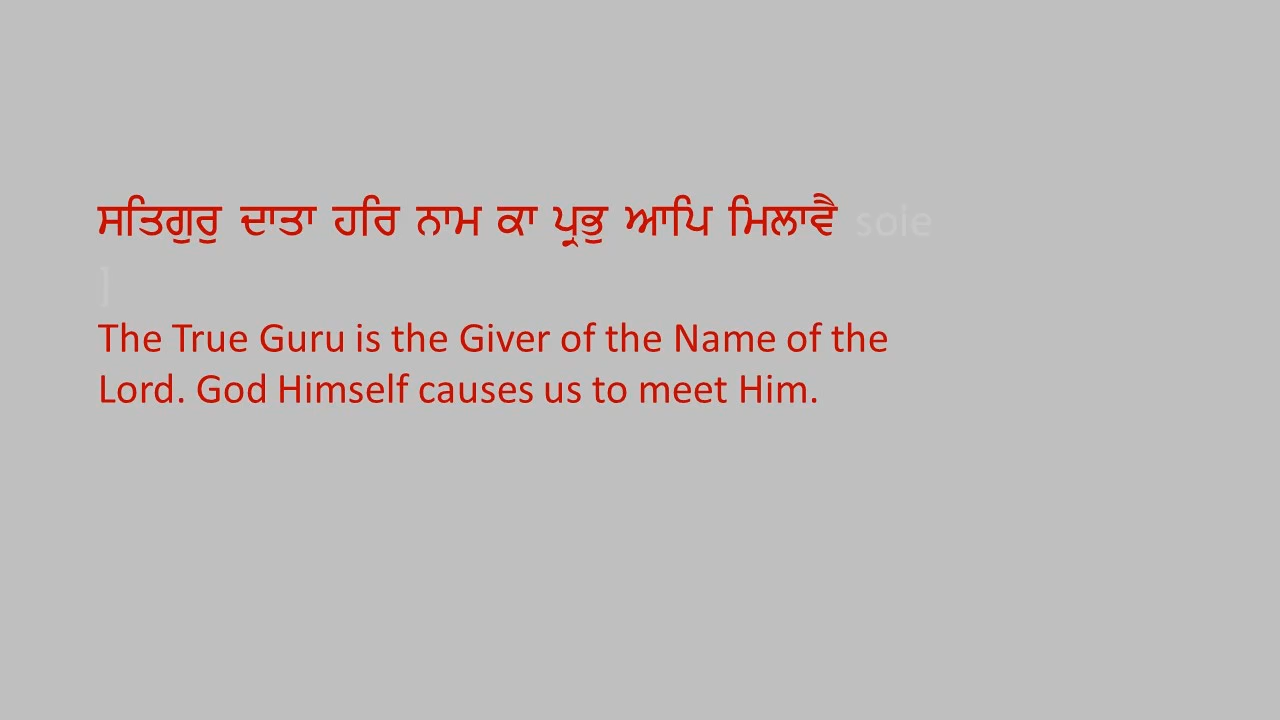 ਸਤਿਗੁਰੁ ਦਾਤਾ ਹਰਿ ਨਾਮ ਕਾ ਪ੍ਰਭੁ ਆਪਿ ਮਿਲਾਵੈ soie
]
The True Guru is the Giver of the Name of the
Lord. God Himself causes us to meet Him.